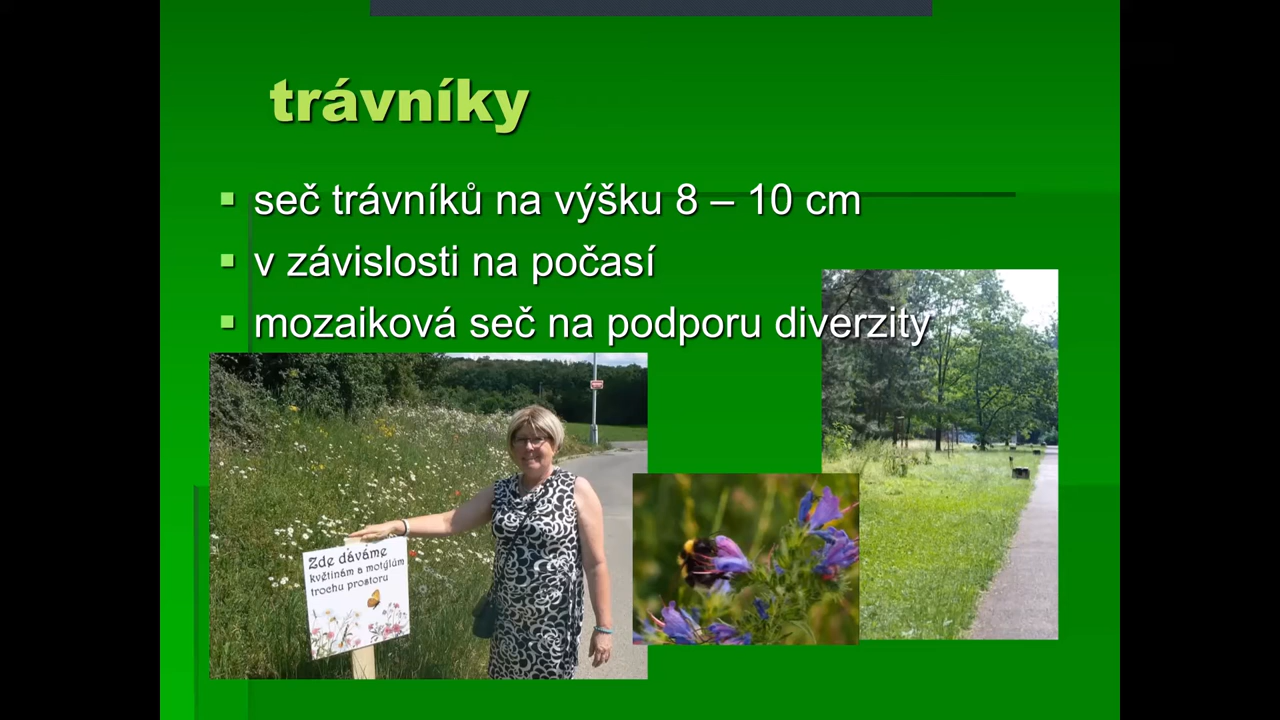 trávníky
seč trávníků na výšku 8 – 10 cm
v závislosti na počasí
mozaiková seč na podporu diverzity
Zde dáváme
květinám a motýlům
trochu prostoru